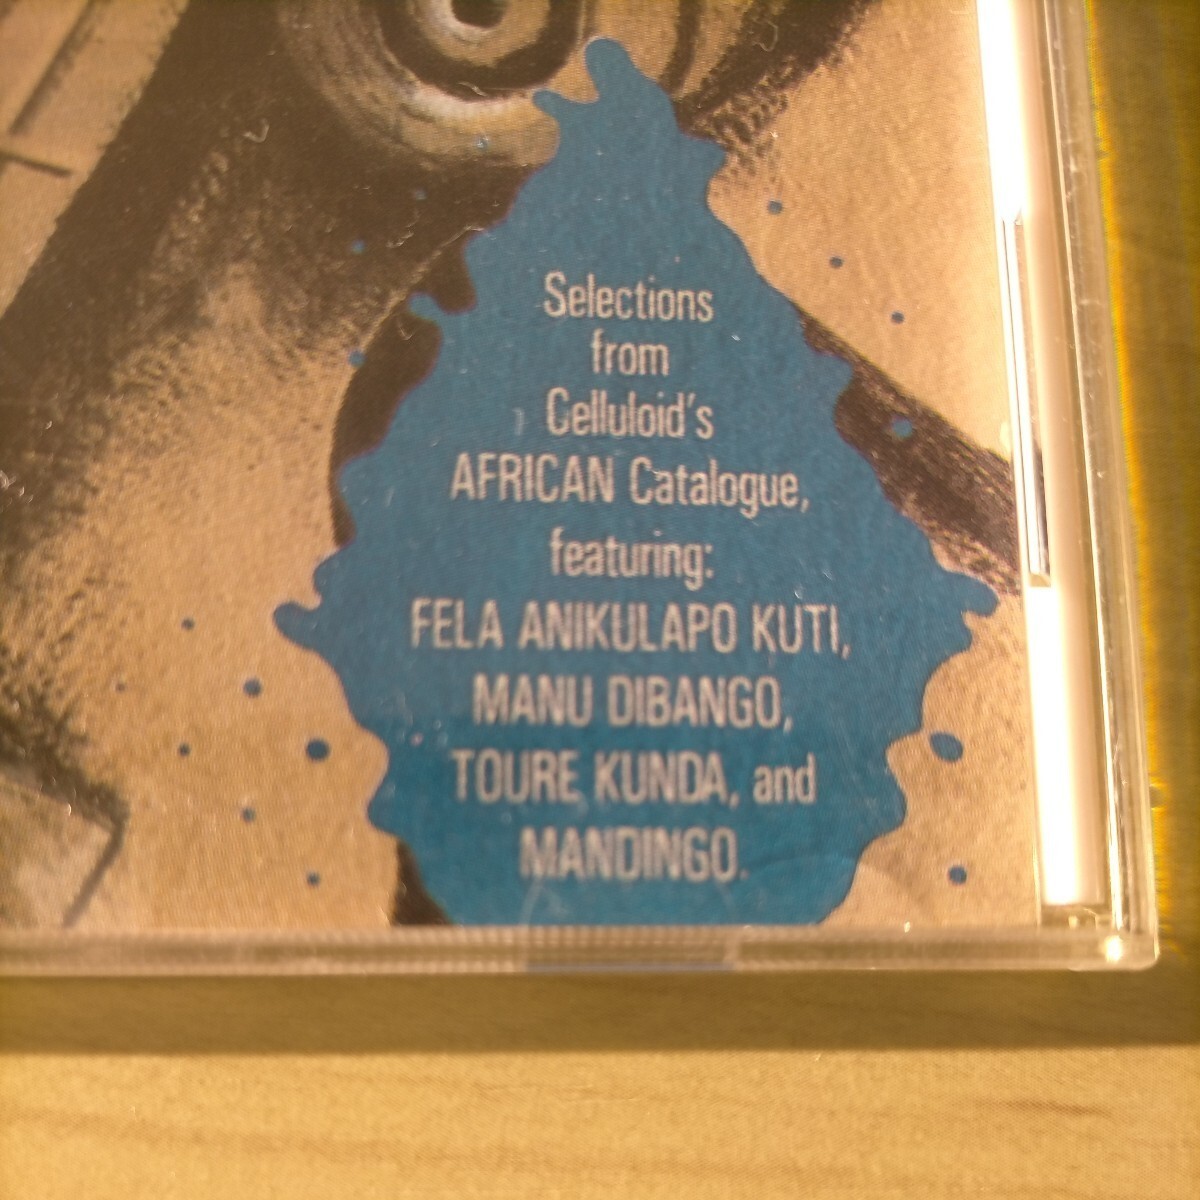 Selections
from
Celluloid's
AFRICAN Catalogue,
featuring:
FELA ANIKULAPO KUTI,
MANU DIBANGO,
TOURE KUNDA, and
MANDINGO.